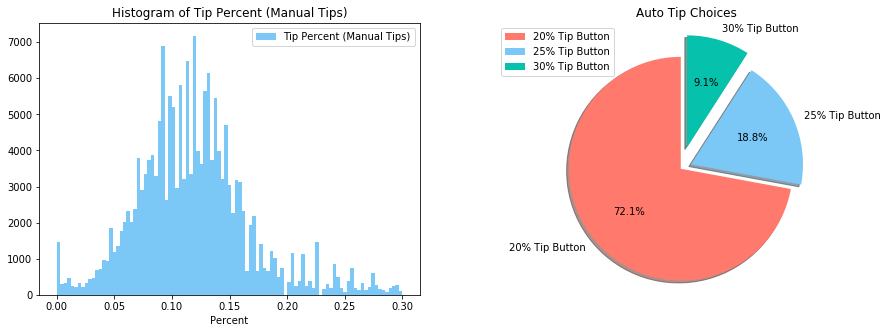 Histogram of Tip Percent (Manual Tips)
Tip Percent (Manual Tips)
7000
6000
5000
4000
3000
2000
1000
0
0.00 0.05 0.10 0.15 0.20 0.25 0.30
Percent
Auto Tip Choices
20% Tip Button
25% Tip Button
30% Tip Button
30% Tip Button
9.1%
25% Tip Button
18.8%
72.1%
20% Tip Button